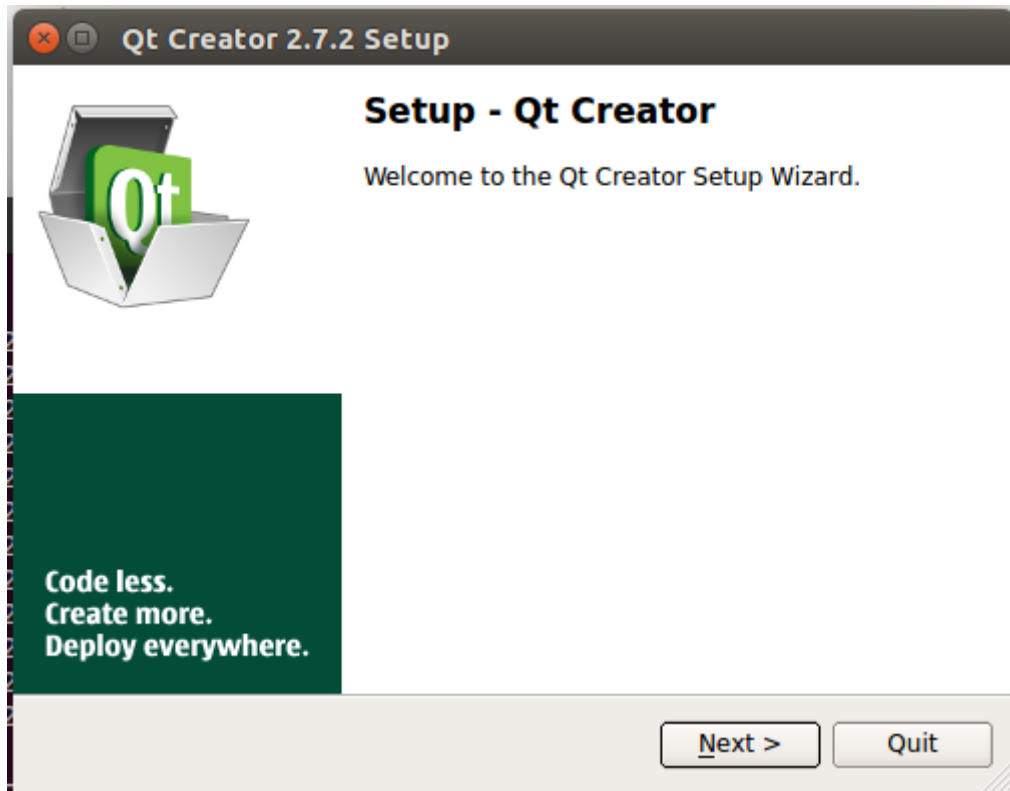 Qt Creator 2.7.2 Setup
Setup - Qt Creator
Welcome to the Qt Creator Setup Wizard.
Qt
Code less.
Create more.
Deploy everywhere.
Next >
Quit